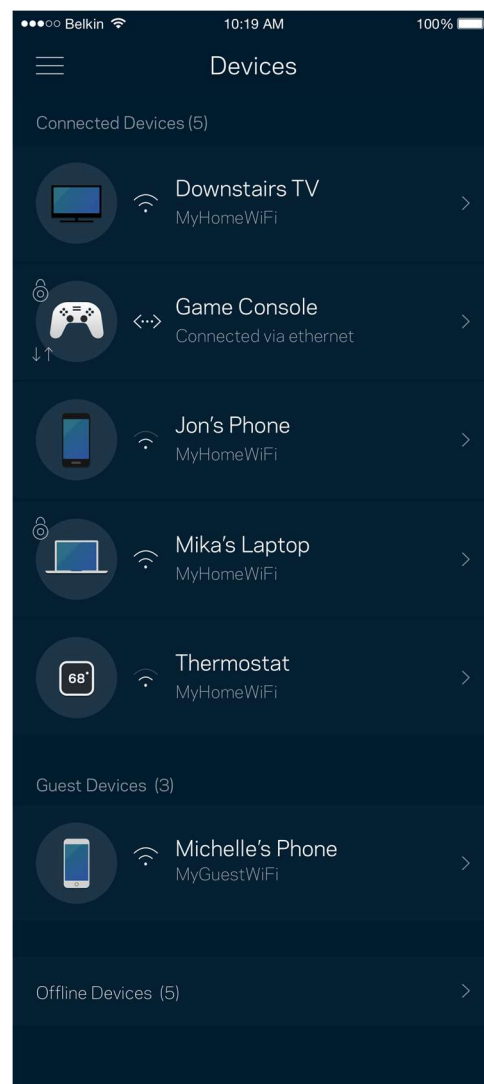 Belkin 10:19 AM 100%
Devices
Connected Devices (5)
Downstairs TV
MyHomeWiFi
Game Console
Connected via ethernet
Jon's Phone
MyHomeWiFi
Mika's Laptop
MyHomeWiFi
68°
Thermostat
MyHomeWiFi
Guest Devices (3)
Michelle's Phone
MyGuestWiFi
Offline Devices (5)